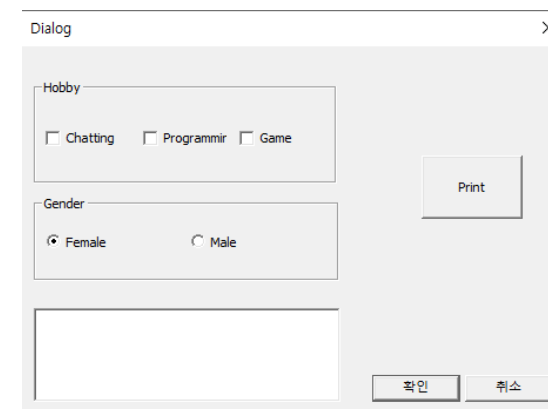 Dialog
Hobby
Chatting Programmir Game
Print
Gender
Female Male
확인 취소